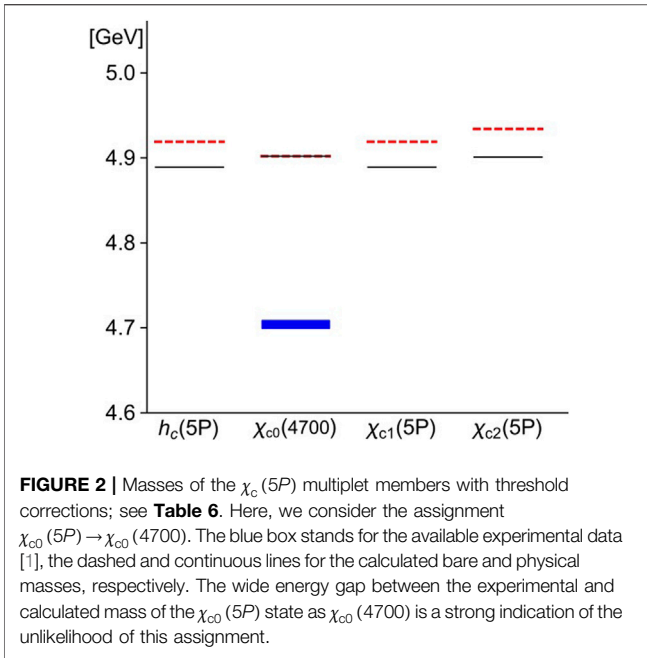 [GeV]
5.0
4.9
4.8
4.7
4.6
h_c(5P) χ_c0(4700) χ_c1(5P) χ_c2(5P)
FIGURE 2 | Masses of the χ_c (5P) multiplet members with threshold
corrections; see Table 6. Here, we consider the assignment
χ_c0 (5P) → χ_c0 (4700). The blue box stands for the available experimental data
[1], the dashed and continuous lines for the calculated bare and physical
masses, respectively. The wide energy gap between the experimental and
calculated mass of the χ_c0 (5P) state as χ_c0 (4700) is a strong indication of the
unlikelihood of this assignment.